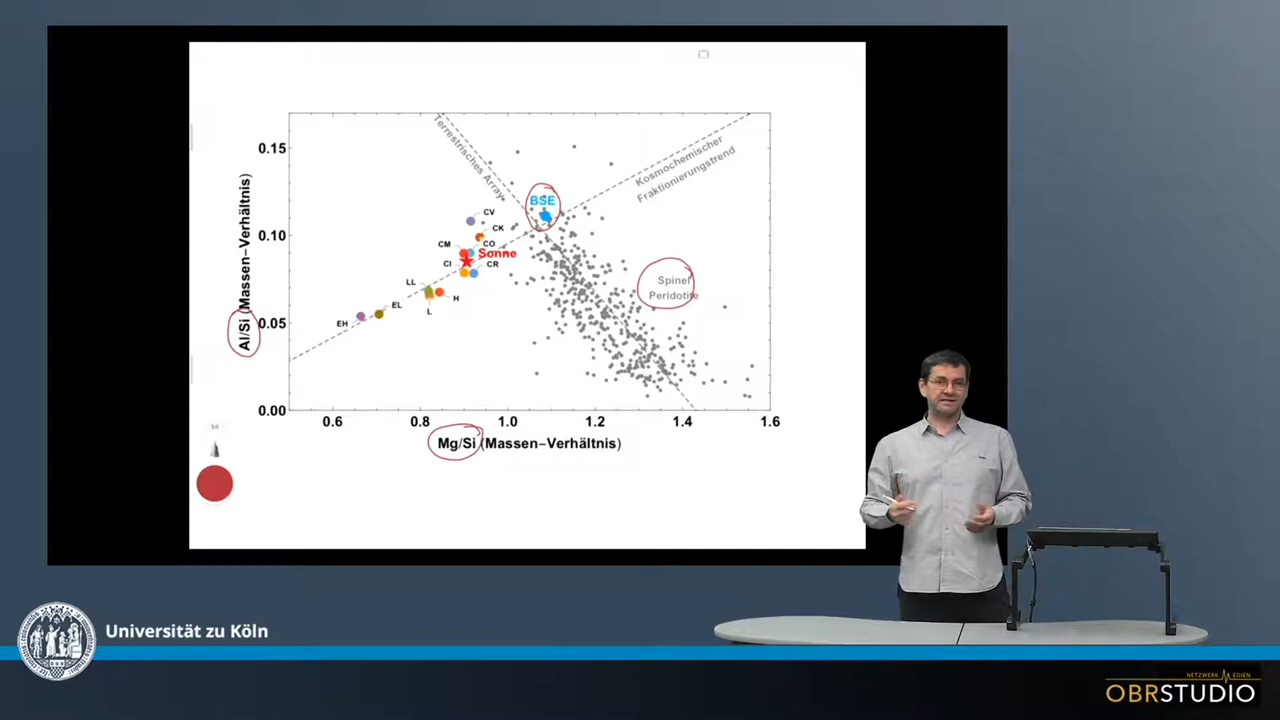 Terrestrisches Array
Kosmochemischer
Fraktionierungstrend
0.15
0.10
0.05
0.00
Al/Si (Massen–Verhältnis)
BSE
CV
CK
CM
CO
Sonne
CI
CR
LL
H
L
EL
EH
Spinel
Peridotite
0.6
0.8
1.0
1.2
1.4
1.6
Mg/Si (Massen–Verhältnis)
Universität zu Köln
NETZWERK MEDIEN
OBRSTUDIO